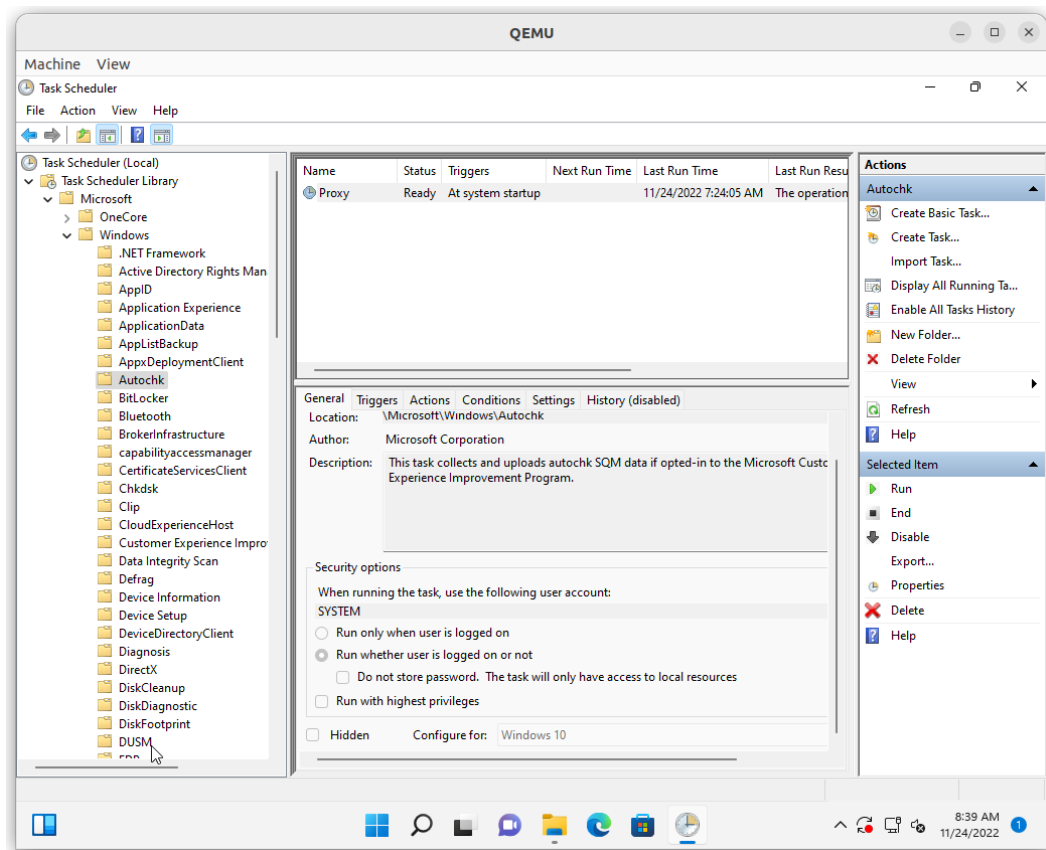 QEMU
Machine View
Task Scheduler
File Action View Help
Task Scheduler (Local)
Task Scheduler Library
Microsoft
OneCore
Windows
.NET Framework
Active Directory Rights Man
AppID
Application Experience
ApplicationData
AppListBackup
AppxDeploymentClient
Autochk
BitLocker
Bluetooth
BrokerInfrastructure
capabilityaccessmanager
CertificateServicesClient
Chkdsk
Clip
CloudExperienceHost
Customer Experience Impro
Data Integrity Scan
Defrag
Device Information
Device Setup
DeviceDirectoryClient
Diagnosis
DirectX
DiskCleanup
DiskDiagnostic
DiskFootprint
DUSM
Name Status Triggers Next Run Time Last Run Time Last Run Resu
Proxy Ready At system startup 11/24/2022 7:24:05 AM The operation
General Triggers Actions Conditions Settings History (disabled)
Location: \Microsoft\Windows\Autochk
Author: Microsoft Corporation
Description: This task collects and uploads autochk SQM data if opted-in to the Microsoft Custc
Experience Improvement Program.
Security options
When running the task, use the following user account:
SYSTEM
Run only when user is logged on
Run whether user is logged on or not
Do not store password. The task will only have access to local resources
Run with highest privileges
Hidden Configure for: Windows 10
Actions
Autochk
Create Basic Task...
Create Task...
Import Task...
Display All Running Ta...
Enable All Tasks History
New Folder...
Delete Folder
View
Refresh
Help
Selected Item
Run
End
Disable
Export...
Properties
Delete
Help
8:39 AM
11/24/2022
1